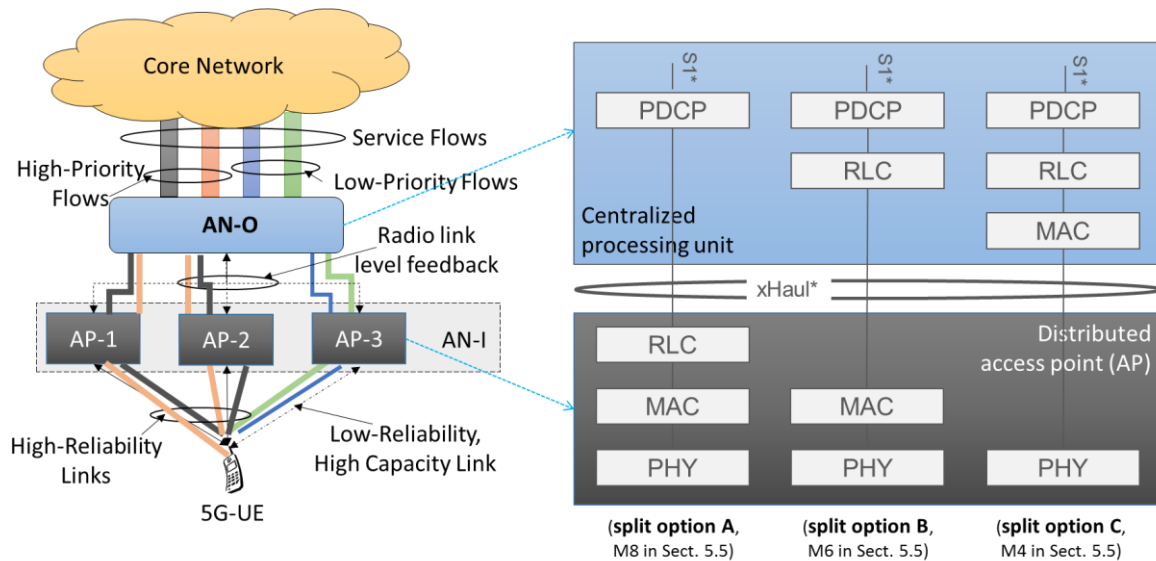 Core Network
Service Flows
High-Priority
Flows
Low-Priority Flows
AN-O
Radio link
level feedback
AP-1
AP-2
AP-3
AN-I
High-Reliability
Links
Low-Reliability,
High Capacity Link
5G-UE
S1*
S1*
S1*
PDCP
PDCP
PDCP
RLC
RLC
MAC
Centralized
processing unit
xHaul*
Distributed
access point (AP)
RLC
MAC
MAC
PHY
PHY
PHY
(split option A,
M8 in Sect. 5.5)
(split option B,
M6 in Sect. 5.5)
(split option C,
M4 in Sect. 5.5)